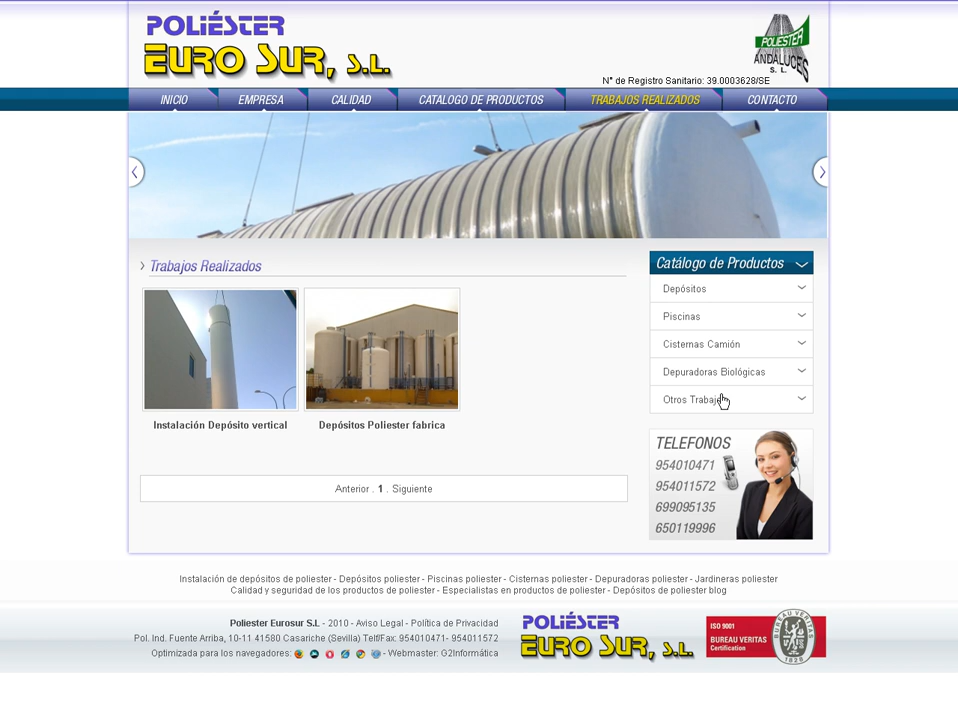 POLIÉSTER
EURO SUR, S.L.
POLIESTER
ANDALUCES
S. L.
Nº de Registro Sanitario: 39.0003628/SE
INICIO EMPRESA CALIDAD CATALOGO DE PRODUCTOS TRABAJOS REALIZADOS CONTACTO
Trabajos Realizados
Instalación Depósito vertical
Depósitos Poliester fabrica
Anterior . 1 . Siguiente
Catálogo de Productos
Depósitos
Piscinas
Cisternas Camión
Depuradoras Biológicas
Otros Trabajos
TELEFONOS
954010471
954011572
699095135
650119996
Instalación de depósitos de poliester - Depósitos poliester - Piscinas poliester - Cisternas poliester - Depuradoras poliester - Jardineras poliester
Calidad y seguridad de los productos de poliester - Especialistas en productos de poliester - Depósitos de poliester blog
Poliester Eurosur S.L - 2010 - Aviso Legal - Política de Privacidad
Pol. Ind. Fuente Arriba, 10-11 41580 Casariche (Sevilla) Telf/Fax: 954010471- 954011572
Optimizada para los navegadores: - Webmaster: G2Informática
POLIÉSTER
EURO SUR, S.L.
ISO 9001
BUREAU VERITAS
Certification
BUREAU VERITAS
1828